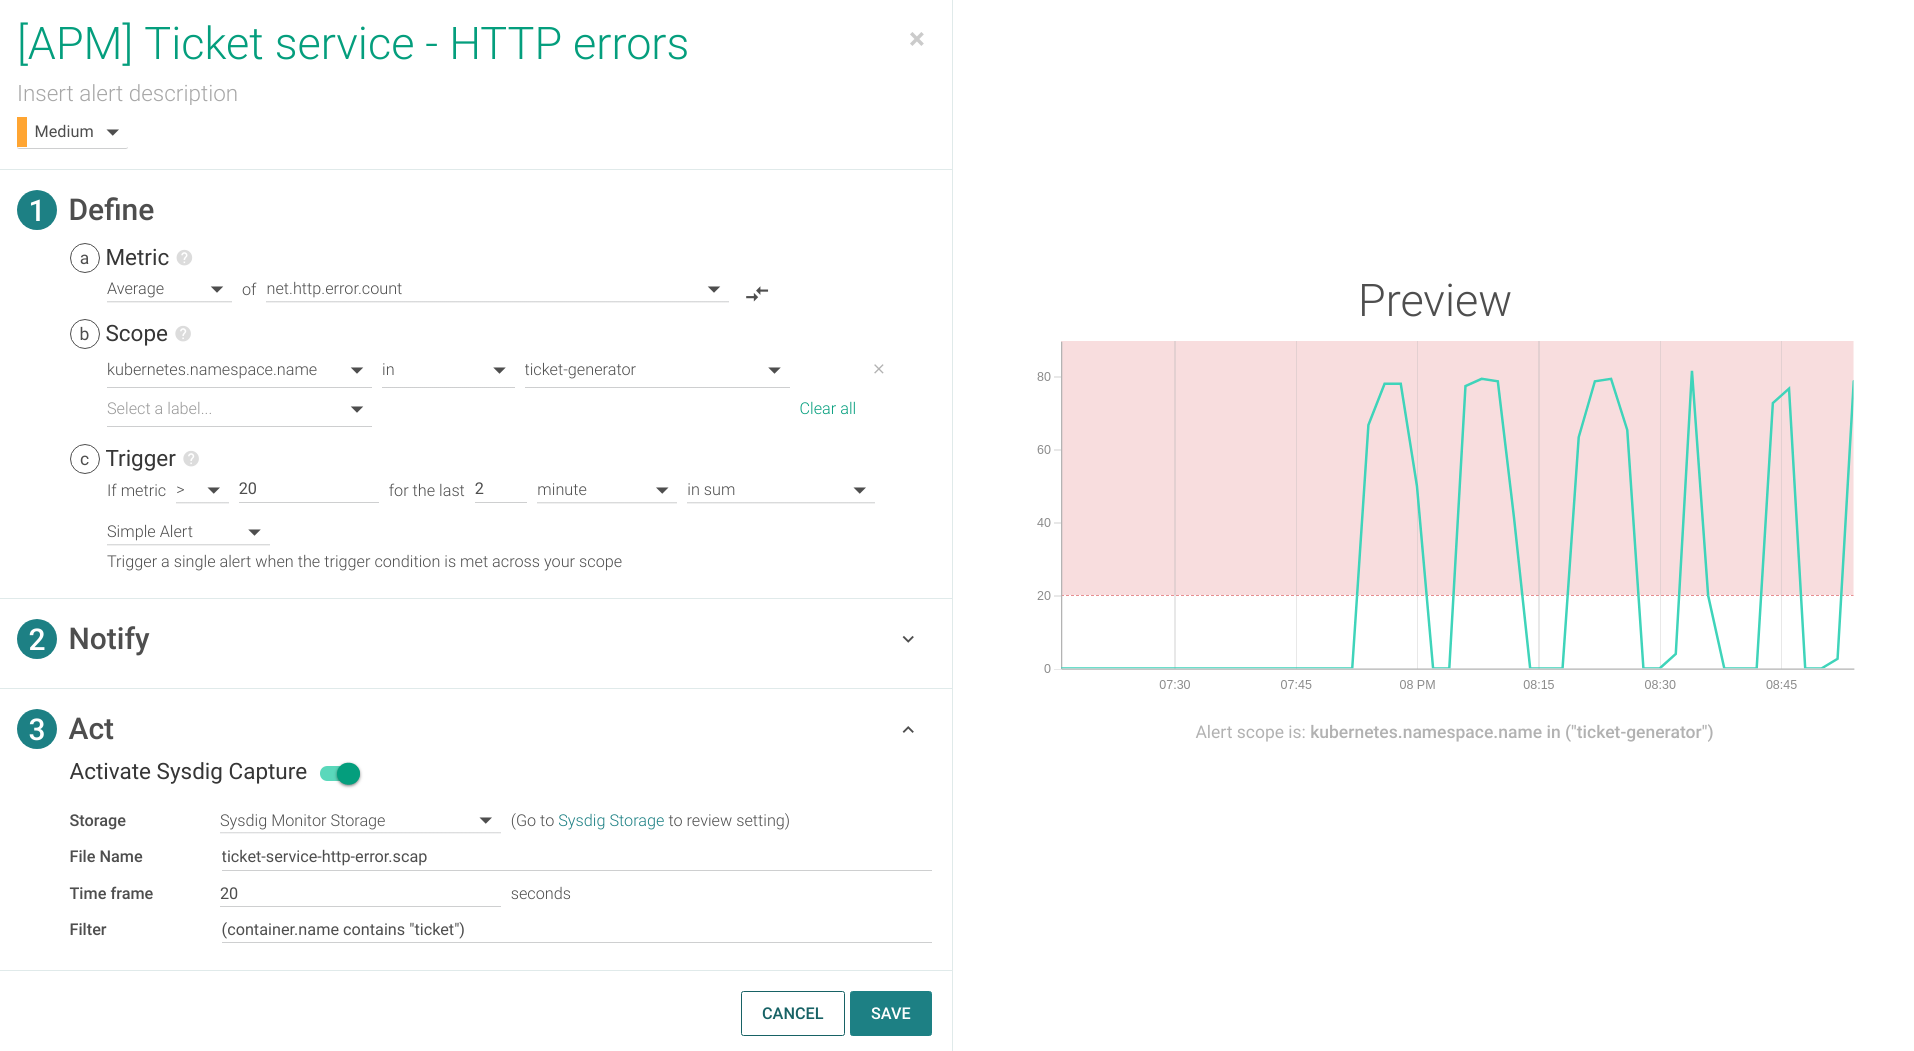 [APM] Ticket service - HTTP errors
×
Insert alert description
Medium
1 Define
a Metric ?
Average of net.http.error.count
b Scope ?
kubernetes.namespace.name in ticket-generator ×
Select a label... Clear all
c Trigger ?
If metric > 20 for the last 2 minute in sum
Simple Alert
Trigger a single alert when the trigger condition is met across your scope
2 Notify
3 Act
Activate Sysdig Capture
Storage Sysdig Monitor Storage (Go to Sysdig Storage to review setting)
File Name ticket-service-http-error.scap
Time frame 20 seconds
Filter (container.name contains "ticket")
CANCEL SAVE
Preview
80
60
40
20
0
07:30 07:45 08 PM 08:15 08:30 08:45
Alert scope is: kubernetes.namespace.name in ("ticket-generator")